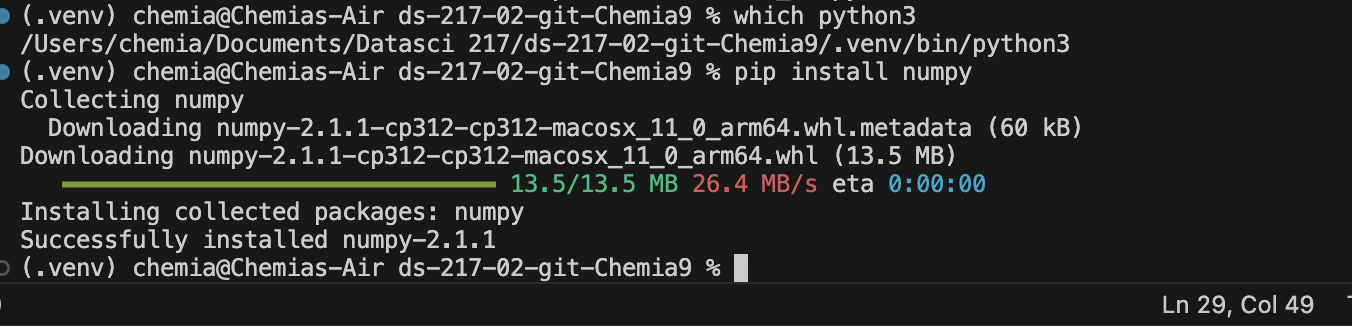 (.venv) chemia@Chemias-Air ds-217-02-git-Chemia9 % which python3
/Users/chemia/Documents/Datasci 217/ds-217-02-git-Chemia9/.venv/bin/python3
(.venv) chemia@Chemias-Air ds-217-02-git-Chemia9 % pip install numpy
Collecting numpy
  Downloading numpy-2.1.1-cp312-cp312-macosx_11_0_arm64.whl.metadata (60 kB)
Downloading numpy-2.1.1-cp312-cp312-macosx_11_0_arm64.whl (13.5 MB)
13.5/13.5 MB 26.4 MB/s eta 0:00:00
Installing collected packages: numpy
Successfully installed numpy-2.1.1
(.venv) chemia@Chemias-Air ds-217-02-git-Chemia9 %
Ln 29, Col 49